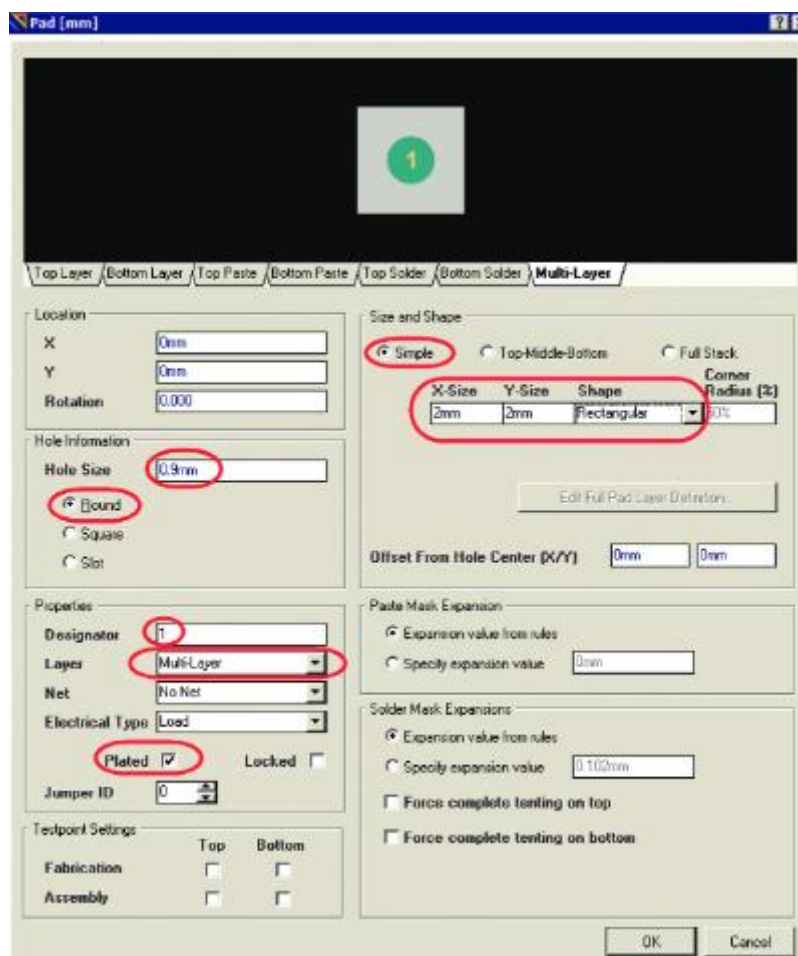 Pad [mm]
1
Top Layer Bottom Layer Top Paste Bottom Paste Top Solder Bottom Solder Multi-Layer
Location
X 0mm
Y 0mm
Rotation 0.000
Hole Information
Hole Size 0.9mm
Round
Square
Slot
Properties
Designator 1
Layer Multi-Layer
Net No Net
Electrical Type Load
Plated Locked
Jumper ID 0
Testpoint Settings
Top Bottom
Fabrication
Assembly
Size and Shape
Simple Top-Middle-Bottom Full Stack
X-Size Y-Size Shape Corner Radius (%)
2mm 2mm Rectangular 50%
Edit Full Pad Layer Definition...
Offset From Hole Center (X/Y) 0mm 0mm
Paste Mask Expansion
Expansion value from rules
Specify expansion value 0mm
Solder Mask Expansions
Expansion value from rules
Specify expansion value 0.102mm
Force complete tenting on top
Force complete tenting on bottom
OK Cancel